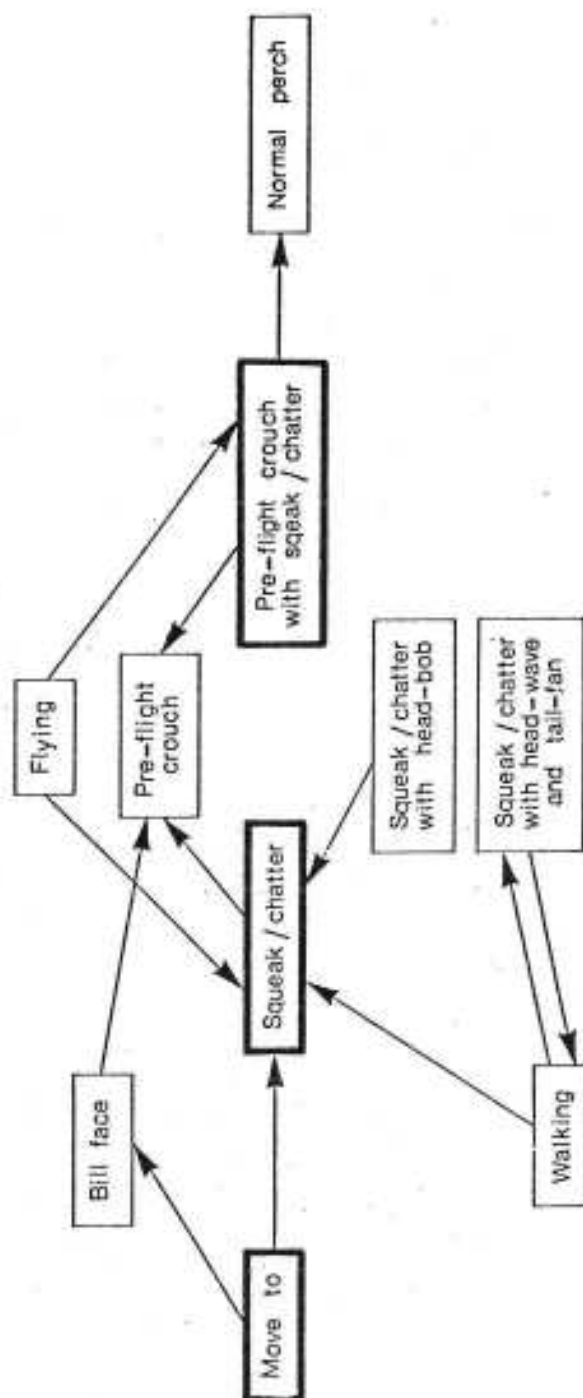 Move to
Bill face
Walking
Squeak/chatter
Flying
Pre-flight
crouch
Squeak/chatter
with head-bob
Squeak/chatter
with head-wave
and tail-fan
Pre-flight crouch
with sqeak/chatter
Normal perch